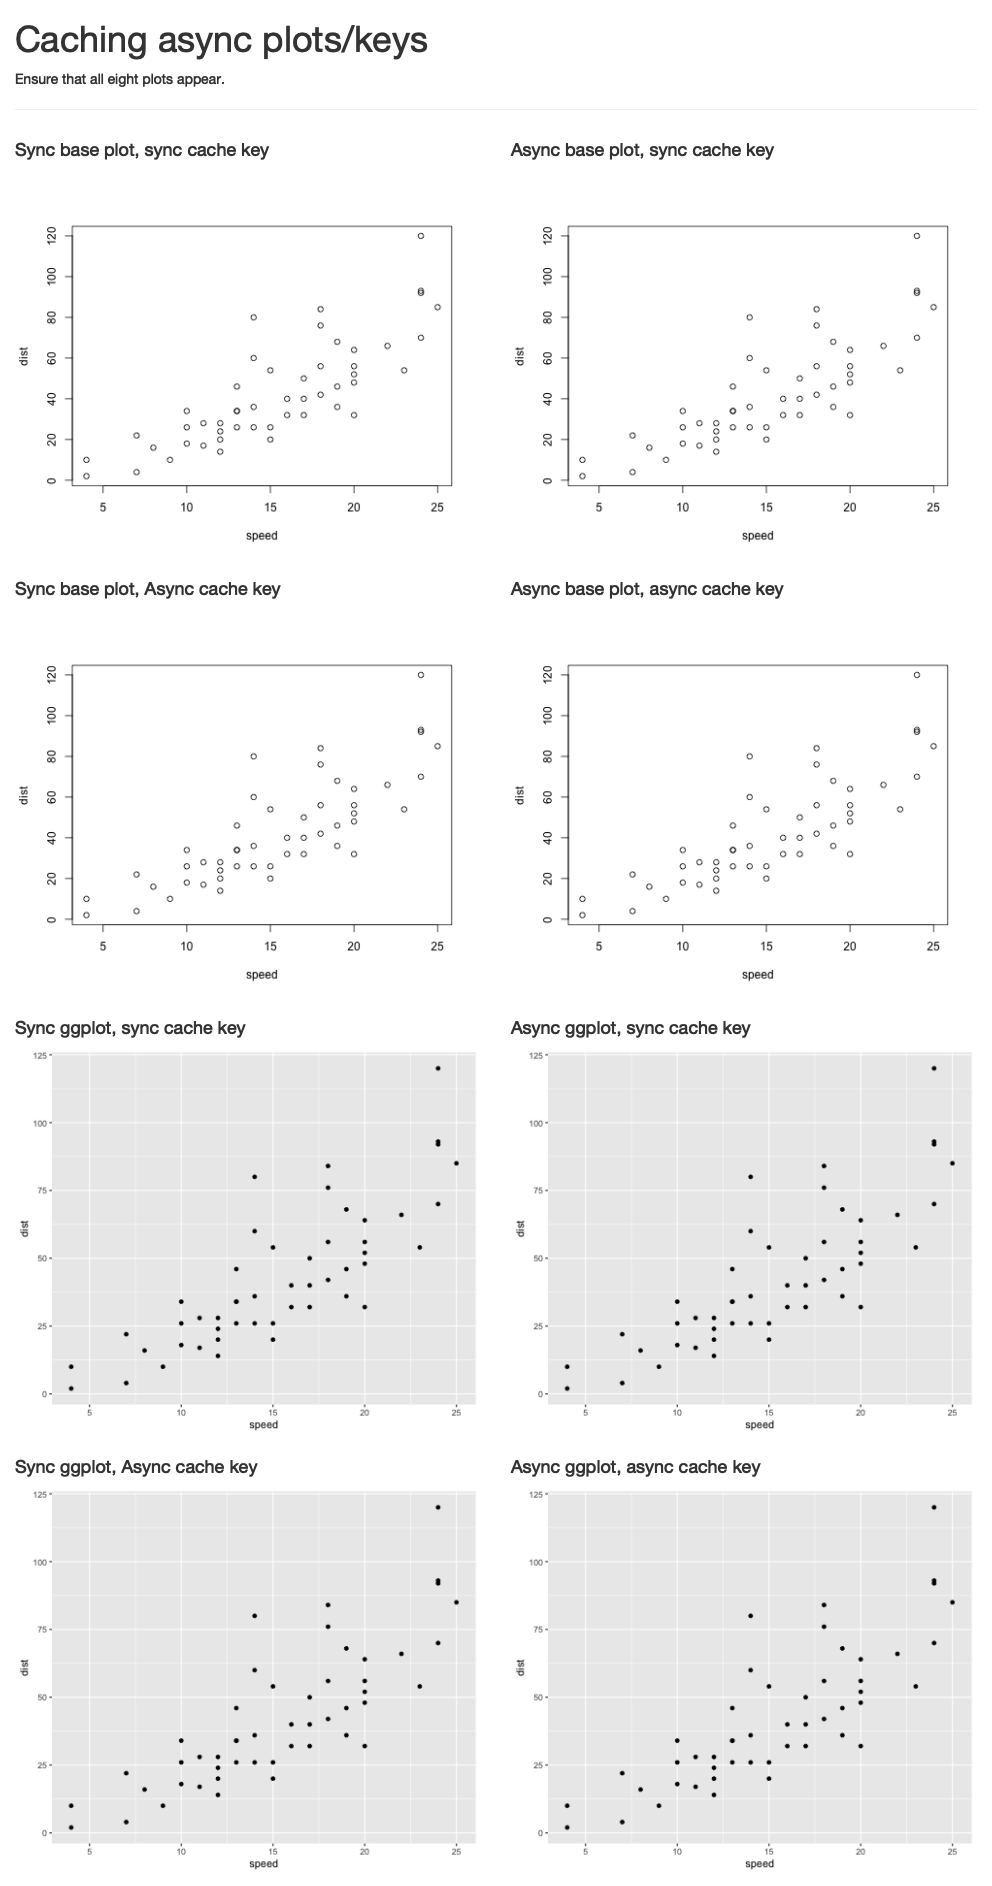 Caching async plots/keys
Ensure that all eight plots appear.
Sync base plot, sync cache key
Async base plot, sync cache key
120
100
80
60
40
20
0
dist
5 10 15 20 25
speed
120
100
80
60
40
20
0
dist
5 10 15 20 25
speed
Sync base plot, Async cache key
Async base plot, async cache key
120
100
80
60
40
20
0
dist
5 10 15 20 25
speed
120
100
80
60
40
20
0
dist
5 10 15 20 25
speed
Sync ggplot, sync cache key
Async ggplot, sync cache key
125
100
75
50
25
0
dist
5 10 15 20 25
speed
125
100
75
50
25
0
dist
5 10 15 20 25
speed
Sync ggplot, Async cache key
Async ggplot, async cache key
125
100
75
50
25
0
dist
5 10 15 20 25
speed
125
100
75
50
25
0
dist
5 10 15 20 25
speed